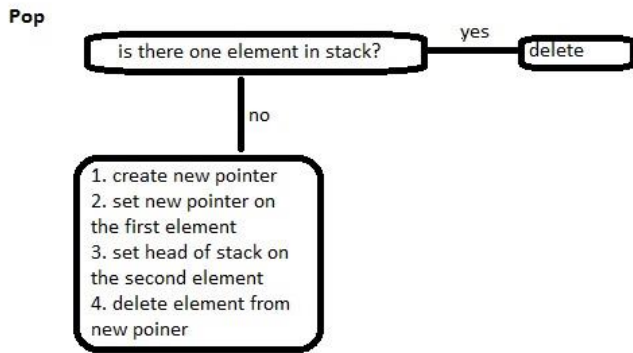 Pop
is there one element in stack?
yes
delete
no
1. create new pointer
2. set new pointer on
the first element
3. set head of stack on
the second element
4. delete element from
new poiner